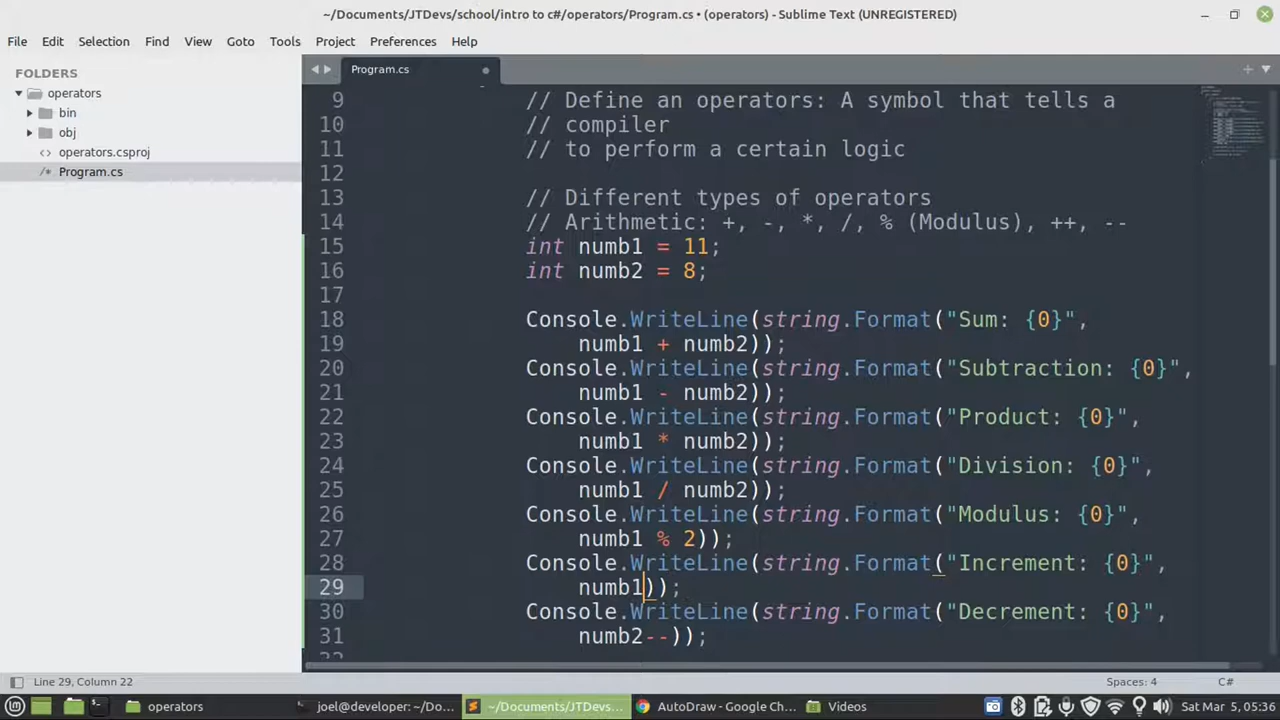 ~/Documents/JTDevs/school/intro to c#/operators/Program.cs • (operators) - Sublime Text (UNREGISTERED)
File Edit Selection Find View Goto Tools Project Preferences Help
FOLDERS
operators
bin
obj
<> operators.csproj
/* Program.cs
Program.cs
9 // Define an operators: A symbol that tells a
10 // compiler
11 // to perform a certain logic
12
13 // Different types of operators
14 // Arithmetic: +, -, *, /, % (Modulus), ++, --
15 int numb1 = 11;
16 int numb2 = 8;
17
18 Console.WriteLine(string.Format("Sum: {0}",
19 numb1 + numb2));
20 Console.WriteLine(string.Format("Subtraction: {0}",
21 numb1 - numb2));
22 Console.WriteLine(string.Format("Product: {0}",
23 numb1 * numb2));
24 Console.WriteLine(string.Format("Division: {0}",
25 numb1 / numb2));
26 Console.WriteLine(string.Format("Modulus: {0}",
27 numb1 % 2));
28 Console.WriteLine(string.Format("Increment: {0}",
29 numb1));
30 Console.WriteLine(string.Format("Decrement: {0}",
31 numb2--));
Line 29, Column 22 Spaces: 4 C#
operators joel@developer: ~/Do... ~/Documents/JTDevs... AutoDraw - Google Ch... Videos Sat Mar 5, 05:36